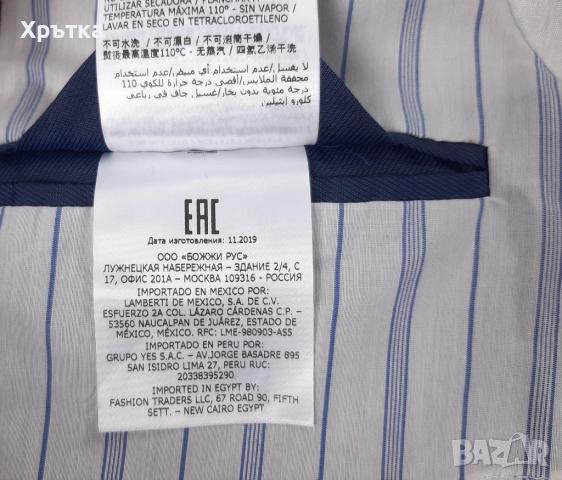 Хрътка
UTILIZAR SECADORA / PLANCHAR A
TEMPERATURA MÁXIMA 110° - SIN VAPOR/
LAVAR EN SECO EN TETRACLOROETILENO
不可水洗 / 不可漂白 / 不可滚筒干燥 /
熨烫最高温度110°C - 无蒸汽 / 四氯乙烯干洗
لا يغسل/عدم استخدام أي مبيض/عدم استخدام
مجففة الملابس/أقصى درجة حرارة للكوي 110
درجة مئوية بدون بخار/غسيل جاف في رباعي
كلورو إيثيلين
EAC
Дата изготовления: 11.2019
ООО «БОЖЖИ РУС»
ЛУЖНЕЦКАЯ НАБЕРЕЖНАЯ – ЗДАНИЕ 2/4, С
17, ОФИС 201А – МОСКВА 109316 - РОССИЯ
IMPORTADO EN MEXICO POR:
LAMBERTI DE MEXICO, S.A. DE C.V.
ESFUERZO 2A COL. LÁZARO CÁRDENAS C.P. –
53560 NAUCALPAN DE JUÁREZ, ESTADO DE
MÉXICO, MÉXICO. RFC: LME-980903-AS5
IMPORTADO EN PERU POR:
GRUPO YES S.A.C. – AV.JORGE BASADRE 895
SAN ISIDRO LIMA 27, PERU RUC:
20338395290
IMPORTED IN EGYPT BY:
FASHION TRADERS LLC, 67 ROAD 90, FIFTH
SETT. – NEW CAIRO EGYPT
BAZAR